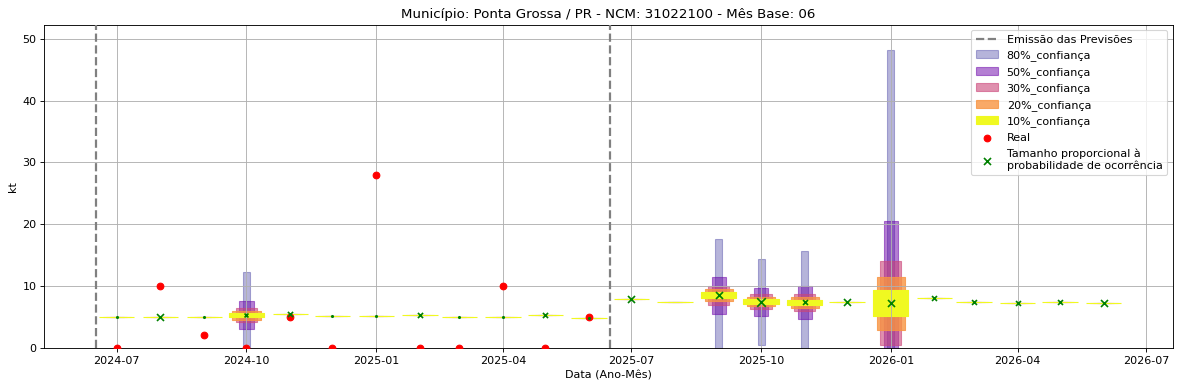 Município: Ponta Grossa / PR - NCM: 31022100 - Mês Base: 06
Emissão das Previsões
80%_confiança
50%_confiança
30%_confiança
20%_confiança
10%_confiança
Real
Tamanho proporcional à
probabilidade de ocorrência
kt
50
40
30
20
10
0
2024-07 2024-10 2025-01 2025-04 2025-07 2025-10 2026-01 2026-04 2026-07
Data (Ano-Mês)